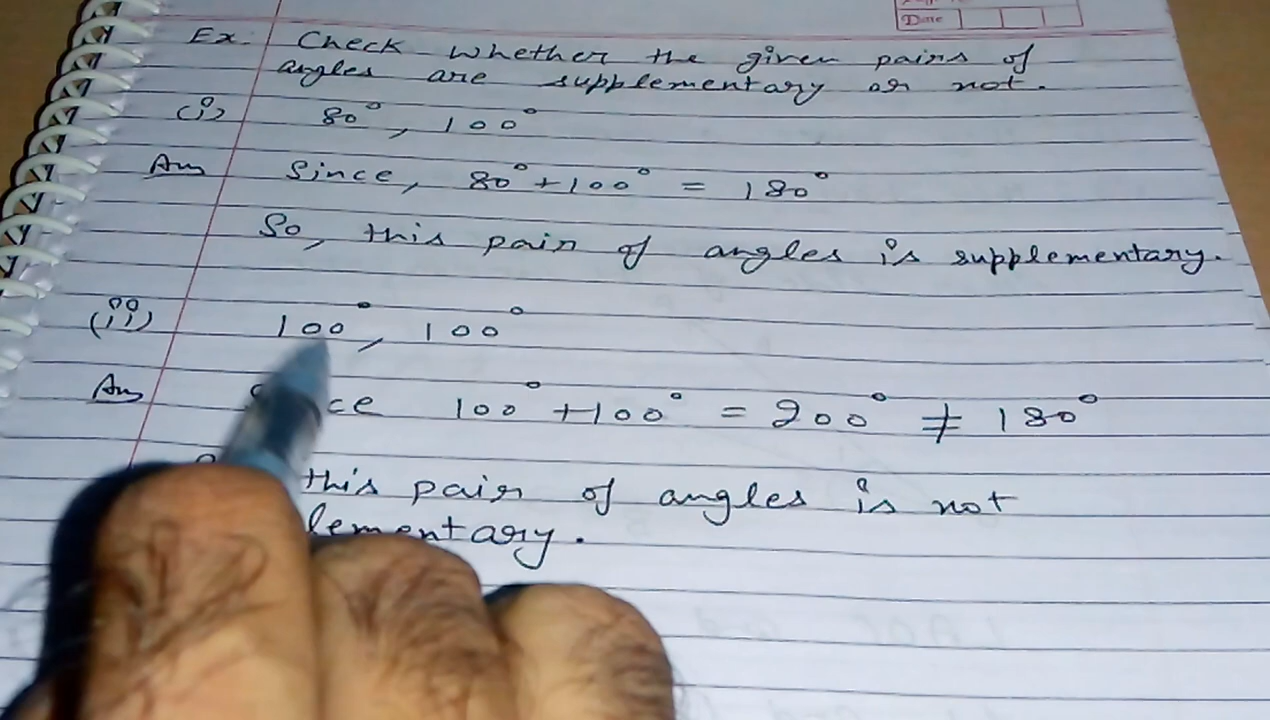 Date
Ex. Check whether the given pairs of
angles are supplementary or not.
(i) 80°, 100°
Ans Since, 80° + 100° = 180°
So, this pair of angles is supplementary.
(ii) 100°, 100°
Ans 100° + 100° = 200° ≠ 180°
this pair of angles is not